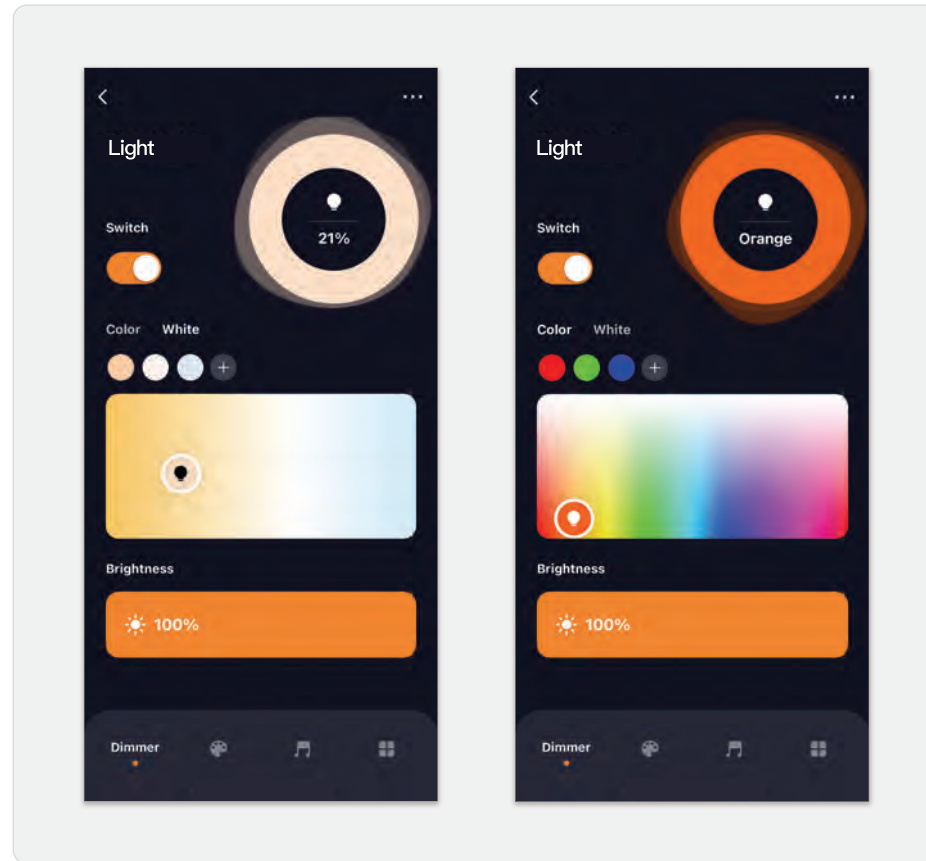 Light
21%
Switch
Color White
Brightness
100%
Dimmer
Light
Orange
Switch
Color White
Brightness
100%
Dimmer